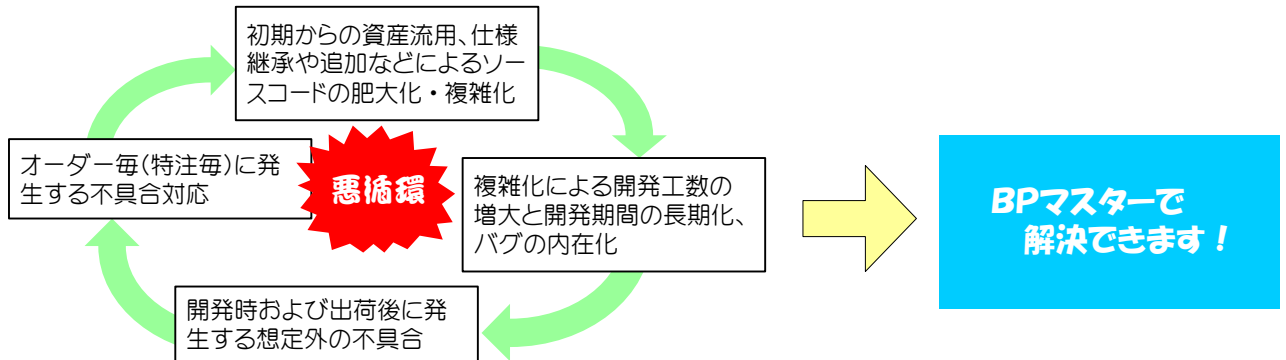 初期からの資産流用、仕様
継承や追加などによるソー
スコードの肥大化・複雑化
オーダー毎(特注毎)に発
生する不具合対応
悪循環
複雑化による開発工数の
増大と開発期間の長期化、
バグの内在化
開発時および出荷後に発
生する想定外の不具合
BPマスターで
解決できます！